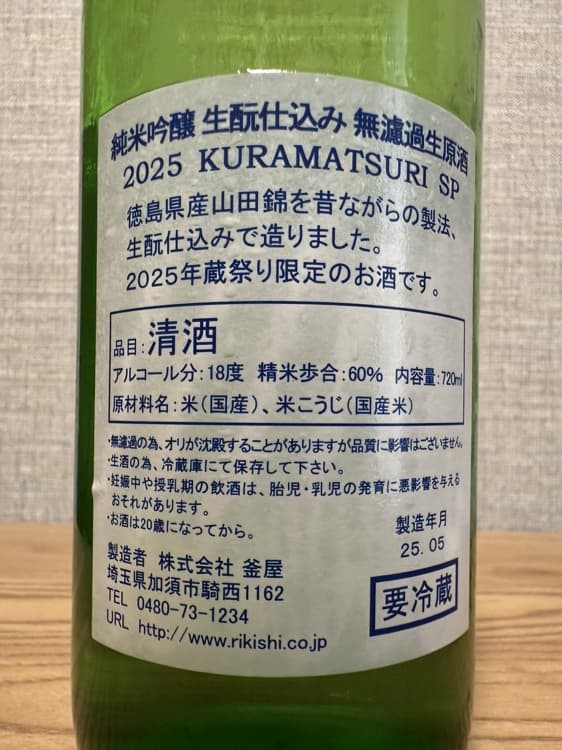 純米吟醸 生酛仕込み 無濾過生原酒
2025 KURAMATSURI SP
徳島県産山田錦を昔ながらの製法、
生酛仕込みで造りました。
2025年蔵祭り限定のお酒です。
品目:清酒
アルコール分:18度 精米歩合:60% 内容量:720ml
原材料名:米(国産)、米こうじ(国産米)
・無濾過の為、オリが沈殿することがありますが品質に影響はございません。
・生酒の為、冷蔵庫にて保存して下さい。
・妊娠中や授乳期の飲酒は、胎児・乳児の発育に悪影響を与える
おそれがあります。
・お酒は20歳になってから。
製造年月
25.05
製造者 株式会社 釜屋
埼玉県加須市騎西1162
TEL 0480-73-1234
URL http://www.rikishi.co.jp
要冷蔵